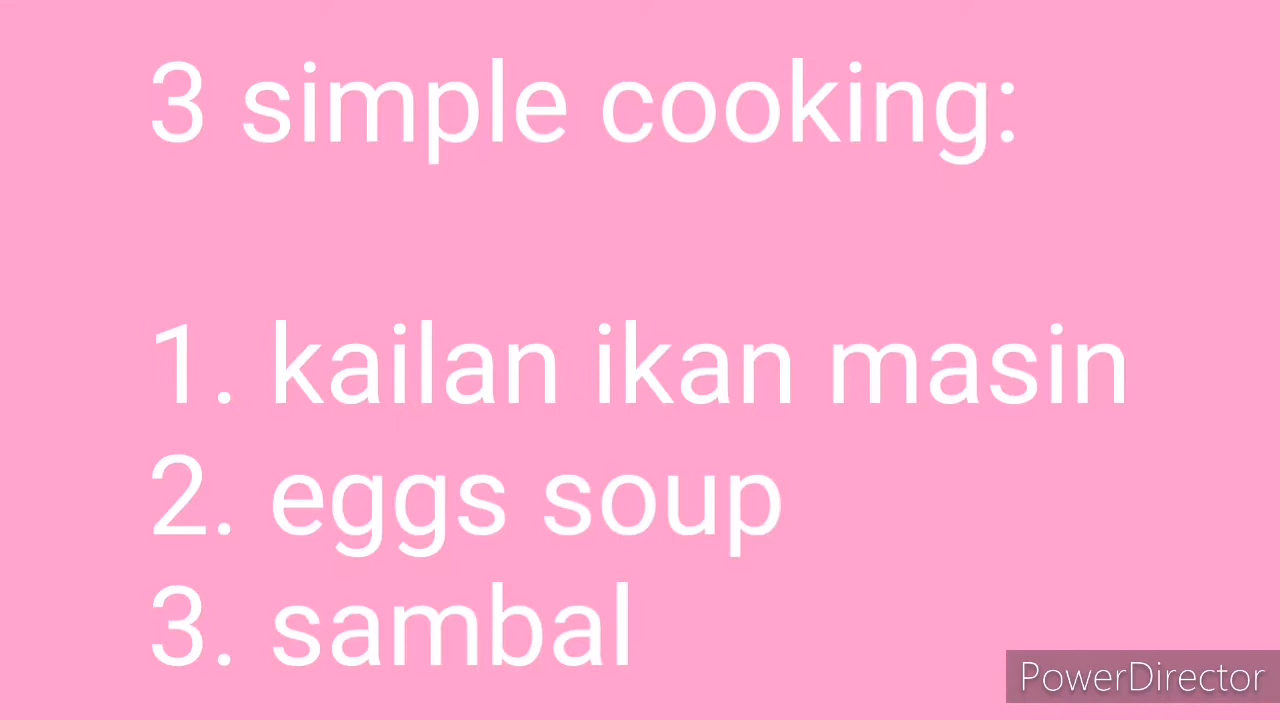 3 simple cooking:
1. kailan ikan masin
2. eggs soup
3. sambal
PowerDirector